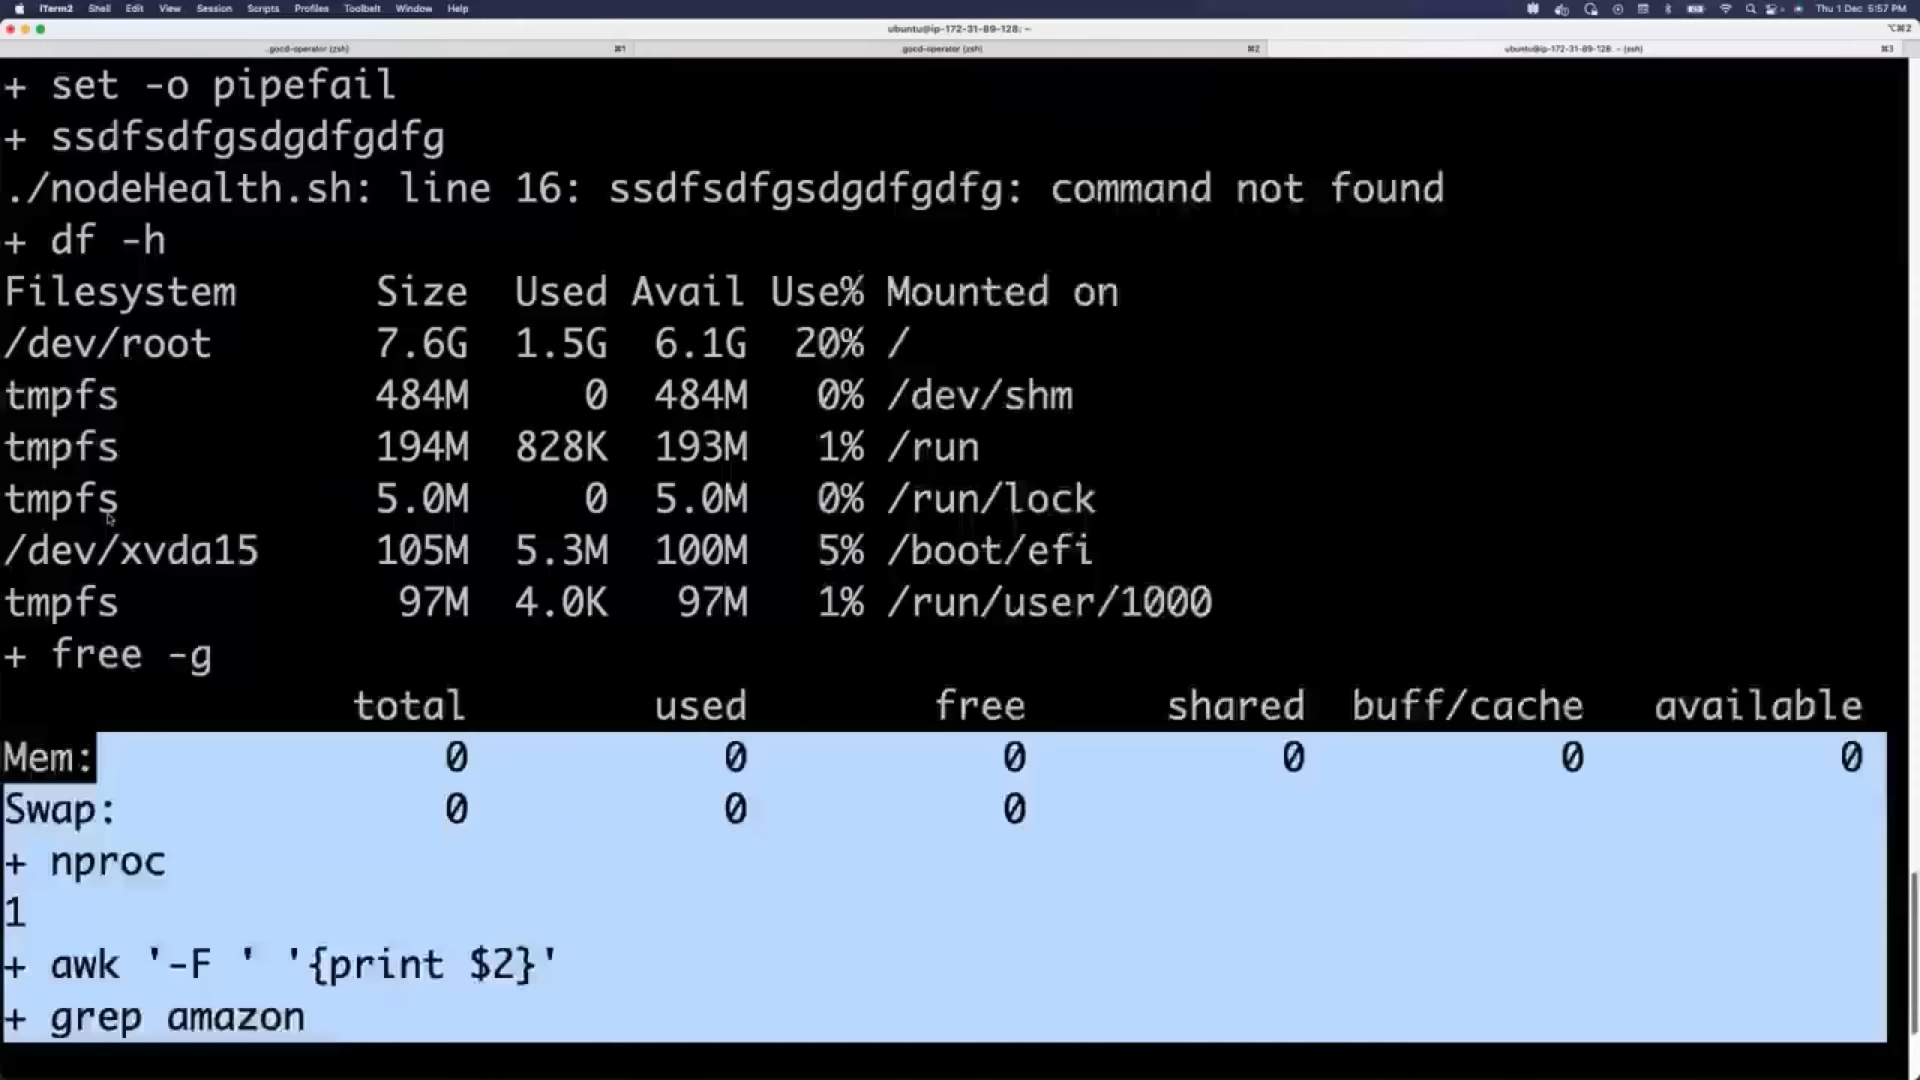 iTerm2 Shell Edit View Session Scripts Profiles Toolbelt Window Help Thu 1 Dec 5:57 PM
ubuntu@ip-172-31-89-128: ~ ⌥⌘2
..gocd-operator (zsh) ⌘1 ..gocd-operator (zsh) ⌘2 ubuntu@ip-172-31-89-128: ~ (ssh) ⌘3
+ set -o pipefail
+ ssdfsdfgsdgdfgdfg
./nodeHealth.sh: line 16: ssdfsdfgsdgdfgdfg: command not found
+ df -h
Filesystem Size Used Avail Use% Mounted on
/dev/root 7.6G 1.5G 6.1G 20% /
tmpfs 484M 0 484M 0% /dev/shm
tmpfs 194M 828K 193M 1% /run
tmpfs 5.0M 0 5.0M 0% /run/lock
/dev/xvda15 105M 5.3M 100M 5% /boot/efi
tmpfs 97M 4.0K 97M 1% /run/user/1000
+ free -g
total used free shared buff/cache available
Mem: 0 0 0 0 0 0
Swap: 0 0 0
+ nproc
1
+ awk '-F ' '{print $2}'
+ grep amazon